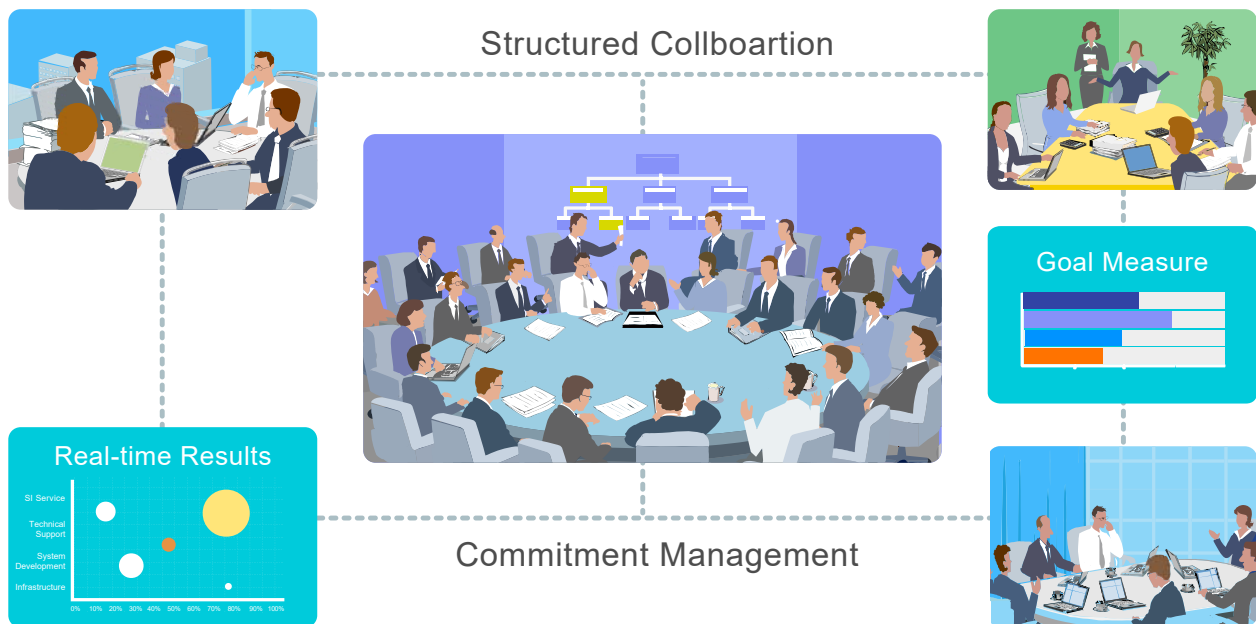 Structured Collboartion
Goal Measure
Real-time Results
SI Service
Technical
Support
System
Development
Infrastructure
0% 10% 20% 30% 40% 50% 60% 70% 80% 90% 100%
Commitment Management